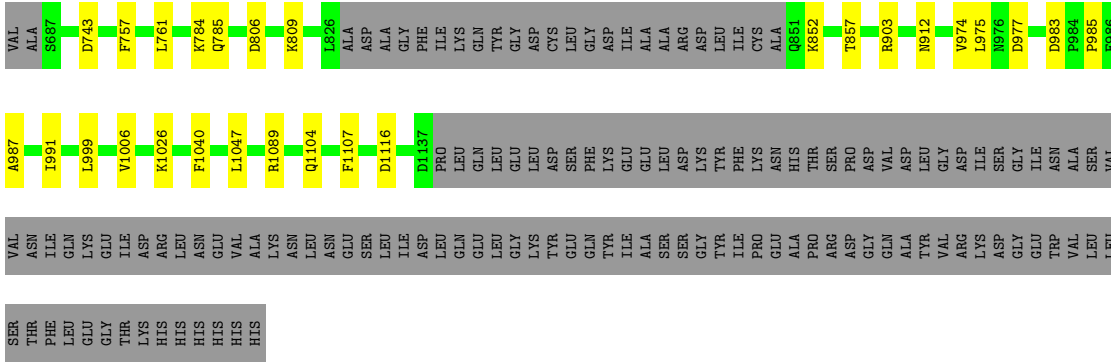 VAL ALA S687 D743 F757 L761 K784 Q785 D806 K809 L826 ALA ASP ALA GLY PHE ILE LYS GLN TYR GLY ASP CYS LEU GLY ASP ILE ALA ALA ARG ASP LEU ILE CYS ALA Q851 K852 T857 R903 N912 V974 L975 N976 D977 D983 P984 P985
A987 I991 L999 V1006 K1026 F1040 L1047 R1089 Q1104 F1107 D1116 D1137 PRO LEU GLN LEU GLU LEU ASP SER PHE LYS GLU GLU LEU ASP LYS TYR PHE LYS ASN HIS THR SER PRO ASP VAL ASP LEU GLY ASP ILE SER GLY ILE ASN ALA SER VAL
VAL ASN ILE GLN LYS GLU ILE ASP ARG LEU ASN GLU VAL ALA LYS ASN LEU ASN GLU SER LEU ILE ASP LEU GLN GLU LEU GLY LYS TYR GLU GLN TYR ILE ALA SER SER GLY TYR ILE PRO GLU ALA PRO ARG ASP GLY GLN ALA TYR VAL ARG LYS ASP GLY GLU TRP VAL LEU LEU
SER THR PHE LEU GLU GLY THR LYS HIS HIS HIS HIS HIS HIS